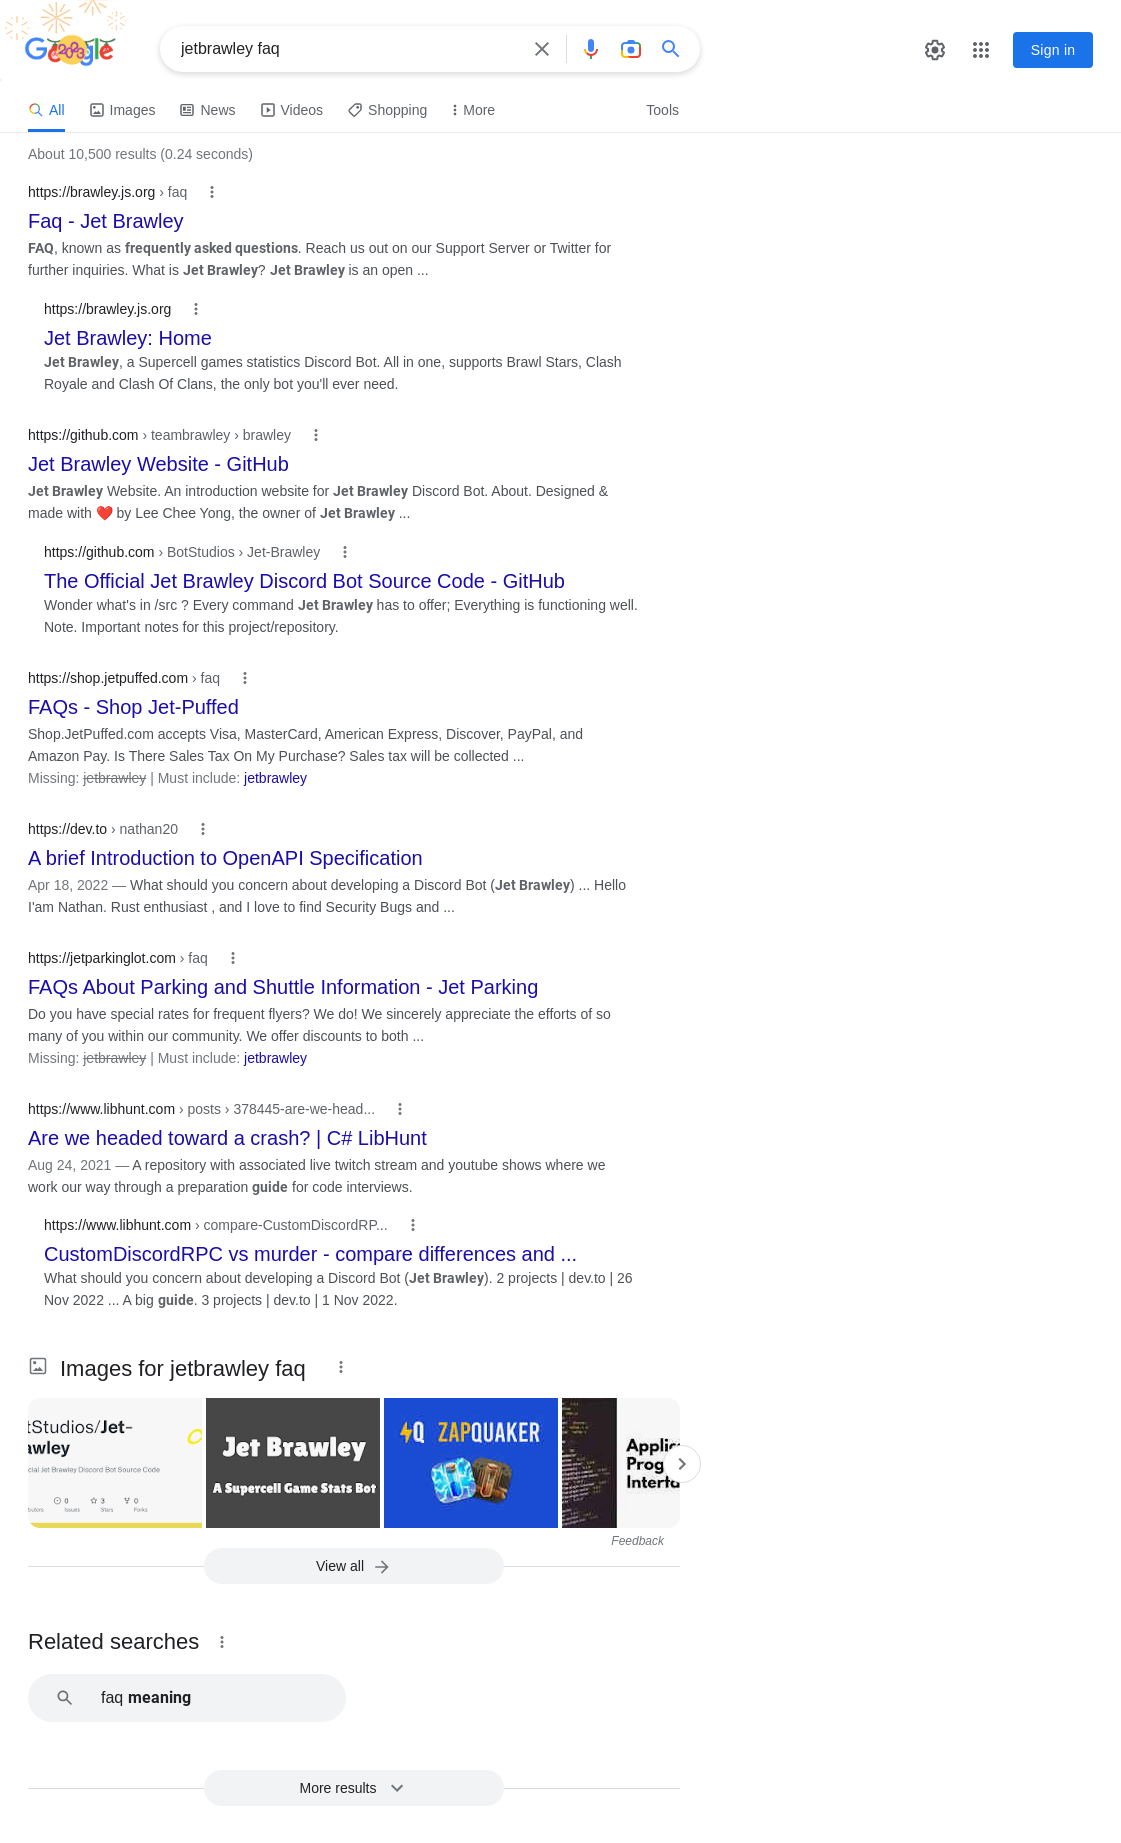 Google
2023
jetbrawley faq
Sign in
All
Images
News
Videos
Shopping
More
Tools
About 10,500 results (0.24 seconds)
https://brawley.js.org › faq
Faq - Jet Brawley
FAQ, known as frequently asked questions. Reach us out on our Support Server or Twitter for
further inquiries. What is Jet Brawley? Jet Brawley is an open ...
https://brawley.js.org
Jet Brawley: Home
Jet Brawley, a Supercell games statistics Discord Bot. All in one, supports Brawl Stars, Clash
Royale and Clash Of Clans, the only bot you'll ever need.
https://github.com › teambrawley › brawley
Jet Brawley Website - GitHub
Jet Brawley Website. An introduction website for Jet Brawley Discord Bot. About. Designed &
made with ❤️ by Lee Chee Yong, the owner of Jet Brawley ...
https://github.com › BotStudios › Jet-Brawley
The Official Jet Brawley Discord Bot Source Code - GitHub
Wonder what's in /src ? Every command Jet Brawley has to offer; Everything is functioning well.
Note. Important notes for this project/repository.
https://shop.jetpuffed.com › faq
FAQs - Shop Jet-Puffed
Shop.JetPuffed.com accepts Visa, MasterCard, American Express, Discover, PayPal, and
Amazon Pay. Is There Sales Tax On My Purchase? Sales tax will be collected ...
Missing: jetbrawley | Must include: jetbrawley
https://dev.to › nathan20
A brief Introduction to OpenAPI Specification
Apr 18, 2022 — What should you concern about developing a Discord Bot (Jet Brawley) ... Hello
I'am Nathan. Rust enthusiast , and I love to find Security Bugs and ...
https://jetparkinglot.com › faq
FAQs About Parking and Shuttle Information - Jet Parking
Do you have special rates for frequent flyers? We do! We sincerely appreciate the efforts of so
many of you within our community. We offer discounts to both ...
Missing: jetbrawley | Must include: jetbrawley
https://www.libhunt.com › posts › 378445-are-we-head...
Are we headed toward a crash? | C# LibHunt
Aug 24, 2021 — A repository with associated live twitch stream and youtube shows where we
work our way through a preparation guide for code interviews.
https://www.libhunt.com › compare-CustomDiscordRP...
CustomDiscordRPC vs murder - compare differences and ...
What should you concern about developing a Discord Bot (Jet Brawley). 2 projects | dev.to | 26
Nov 2022 ... A big guide. 3 projects | dev.to | 1 Nov 2022.
Images for jetbrawley faq
tStudios/Jet-
awley
cial Jet Brawley Discord Bot Source Code
0
3
0
Issues
Stars
Forks
Jet Brawley
A Supercell Game Stats Bot
Q ZAPQUAKER
Applic
Prog
Interfa
Feedback
View all
Related searches
faq meaning
More results